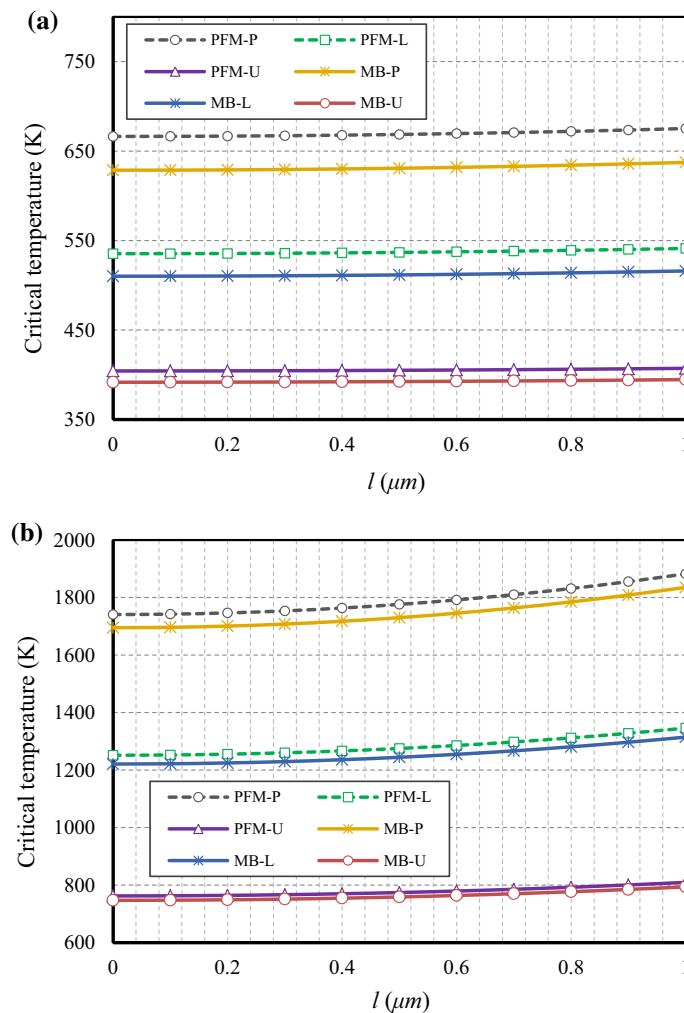 (a)
PFM-P PFM-L
PFM-U MB-P
MB-L MB-U
750
650
550
450
350
Critical temperature (K)
0 0.2 0.4 0.6 0.8 1
l (μm)
(b)
2000
1800
1600
1400
1200
1000
800
600
Critical temperature (K)
PFM-P PFM-L
PFM-U MB-P
MB-L MB-U
0 0.2 0.4 0.6 0.8 1
l (μm)